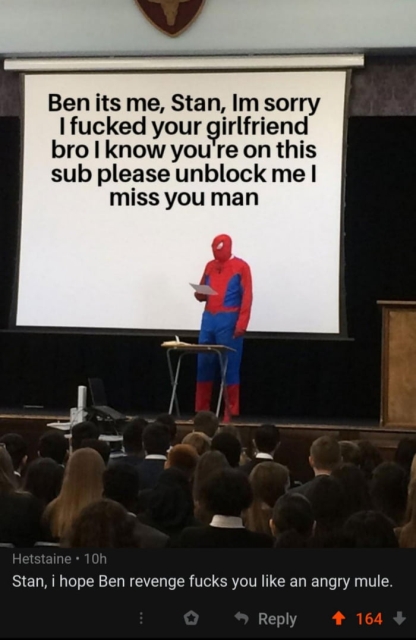 Ben its me, Stan, Im sorry
I fucked your girlfriend
bro I know you're on this
sub please unblock me I
miss you man
Hetstaine • 10h
Stan, i hope Ben revenge fucks you like an angry mule.
Reply 164